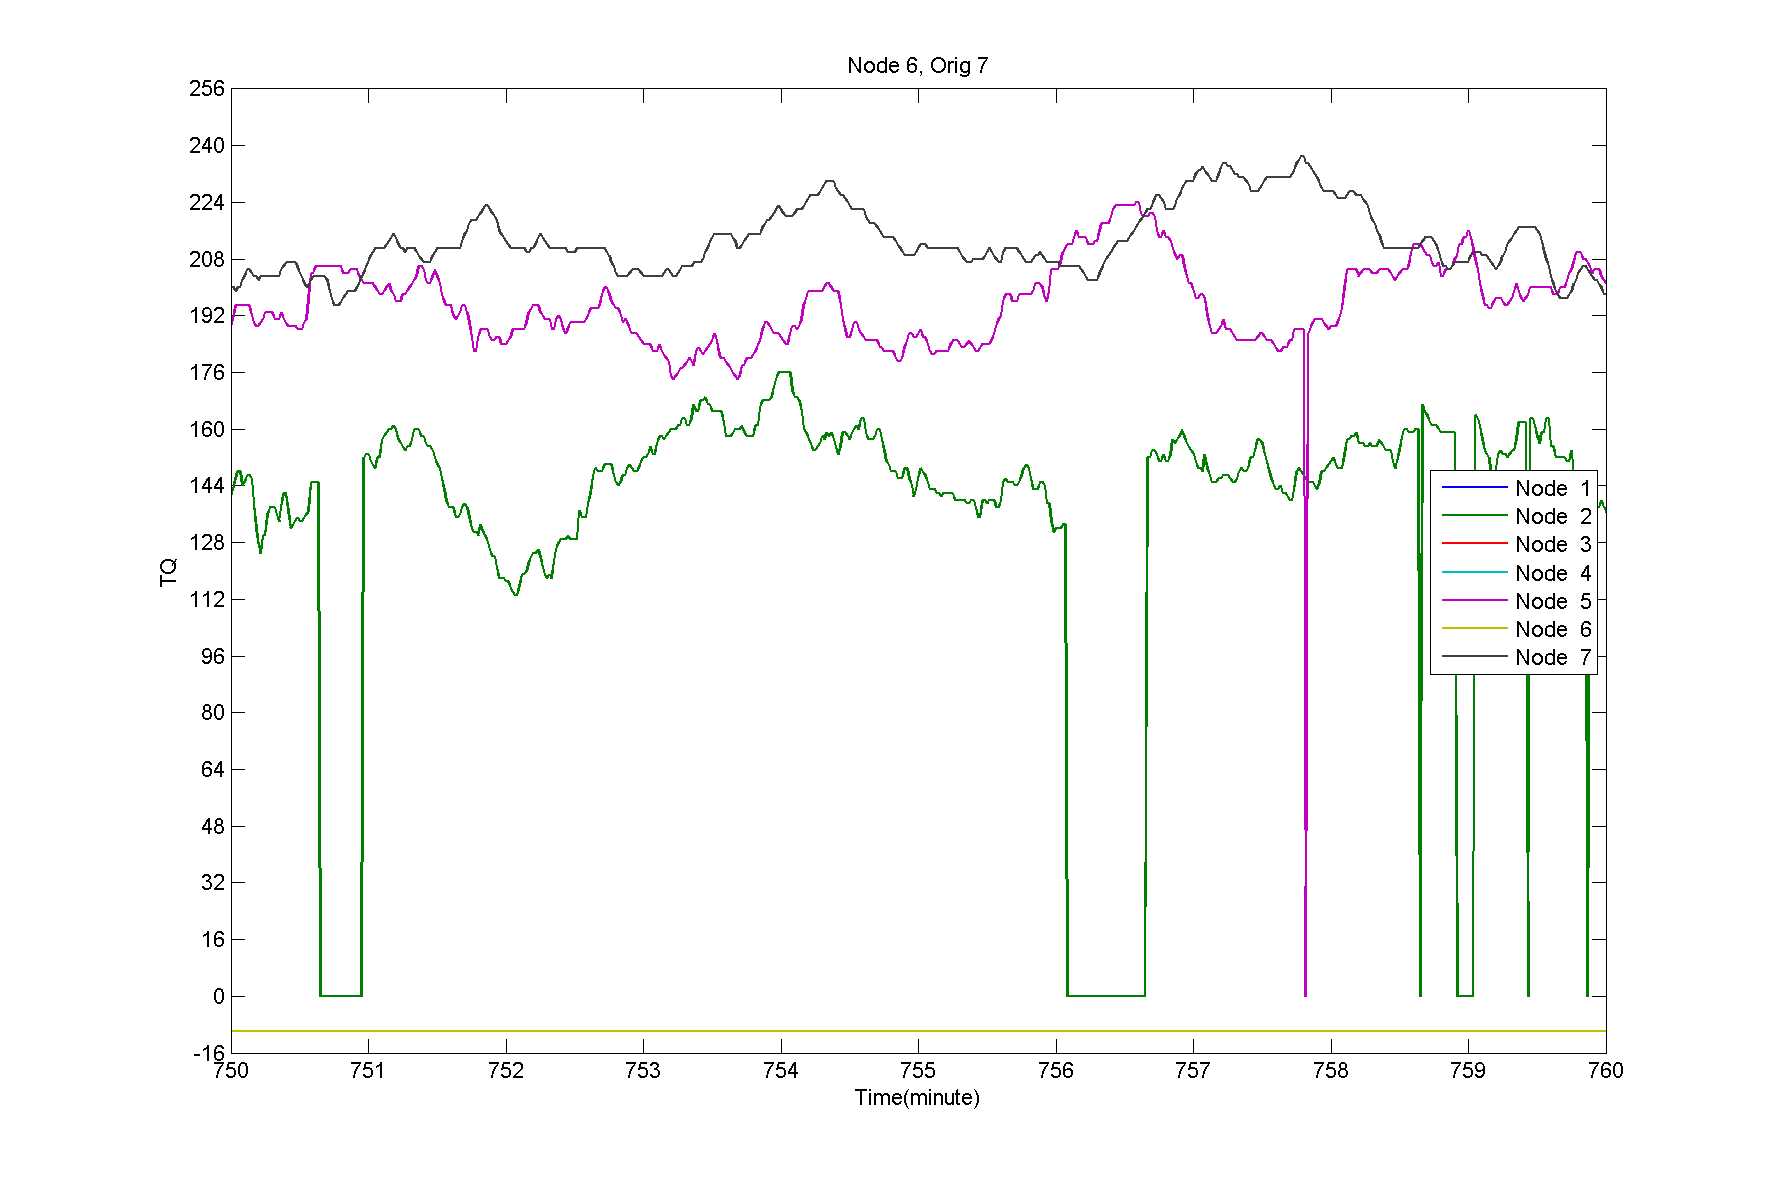 Node 6, Orig 7
256
240
224
208
192
176
160
144
128
112
96
80
64
48
32
16
0
-16
TQ
Node 1
Node 2
Node 3
Node 4
Node 5
Node 6
Node 7
750 751 752 753 754 755 756 757 758 759 760
Time(minute)